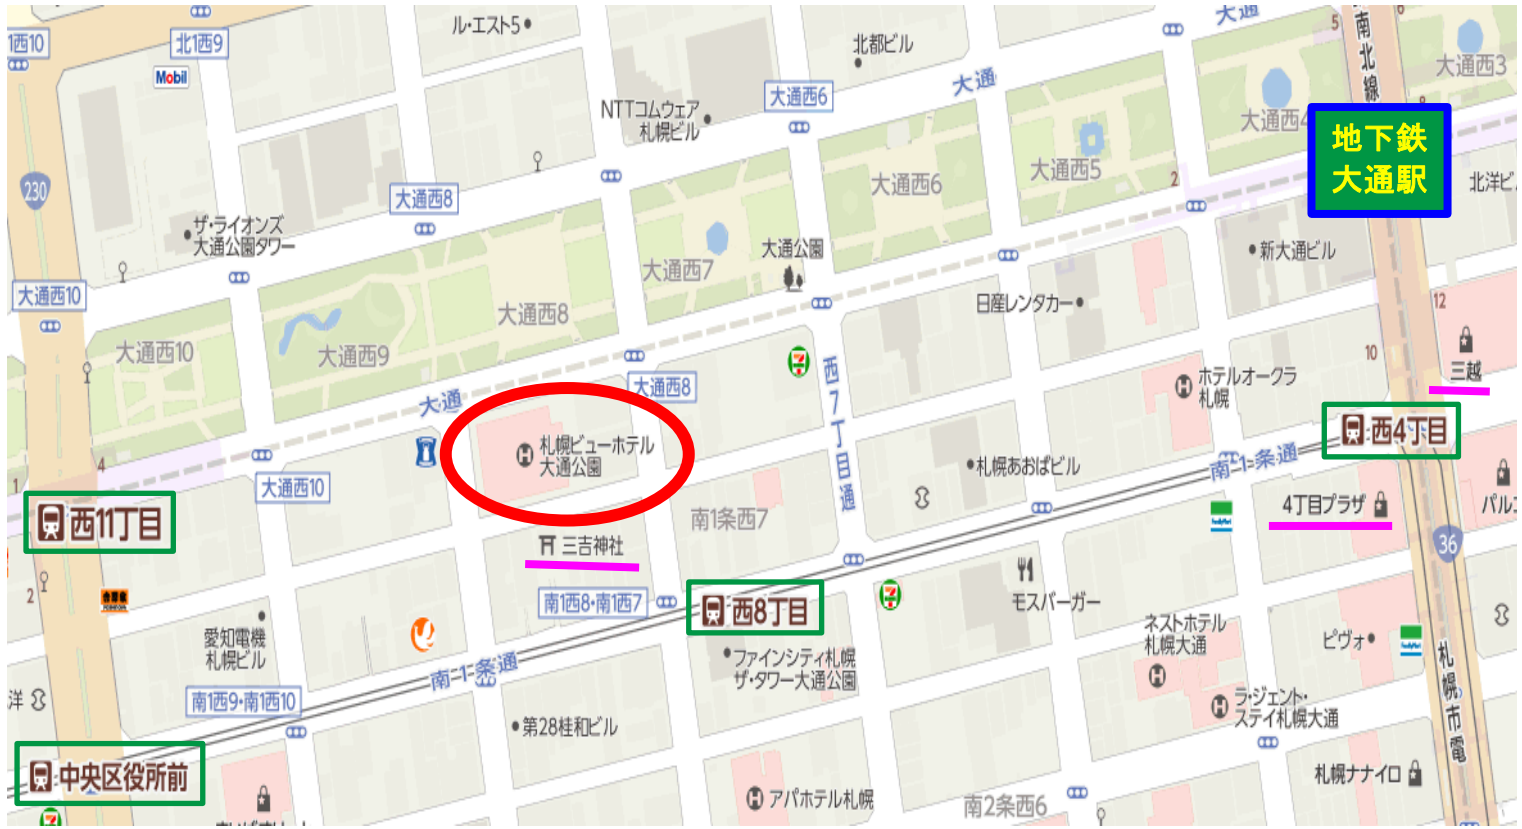 大通
5
6
ル・エスト5
1西10
北1西9
Mobil
北都ビル
南北線
大通西3
NTTコムウェア
札幌ビル
大通西6
大通
大通西4
8
地下鉄
大通駅
230
大通西8
大通西6
大通西5
2
北洋ビ
ザ・ライオンズ
大通公園タワー
大通西7
大通公園
新大通ビル
大通西10
大通西8
日産レンタカー
12
大通西10
大通西9
西7丁目通
10
三越
大通
大通西8
ホテルオークラ
札幌
札幌ビューホテル
大通公園
西4丁目
4
1
大通西10
札幌あおばビル
南1条通
4丁目プラザ
パルコ
西11丁目
南1条西7
FamilyMart
36
三吉神社
2
吉野家
南1西8・南1西7
西8丁目
モスバーガー
愛知電機
札幌ビル
ネストホテル
札幌大通
ピヴォ
FamilyMart
南1条通
ファインシティ札幌
ザ・タワー大通公園
札幌市電
洋
南1西9・南1西10
第28桂和ビル
ラ・ジェント・
ステイ札幌大通
中央区役所前
アパホテル札幌
南2条西6
札幌ナナイロ